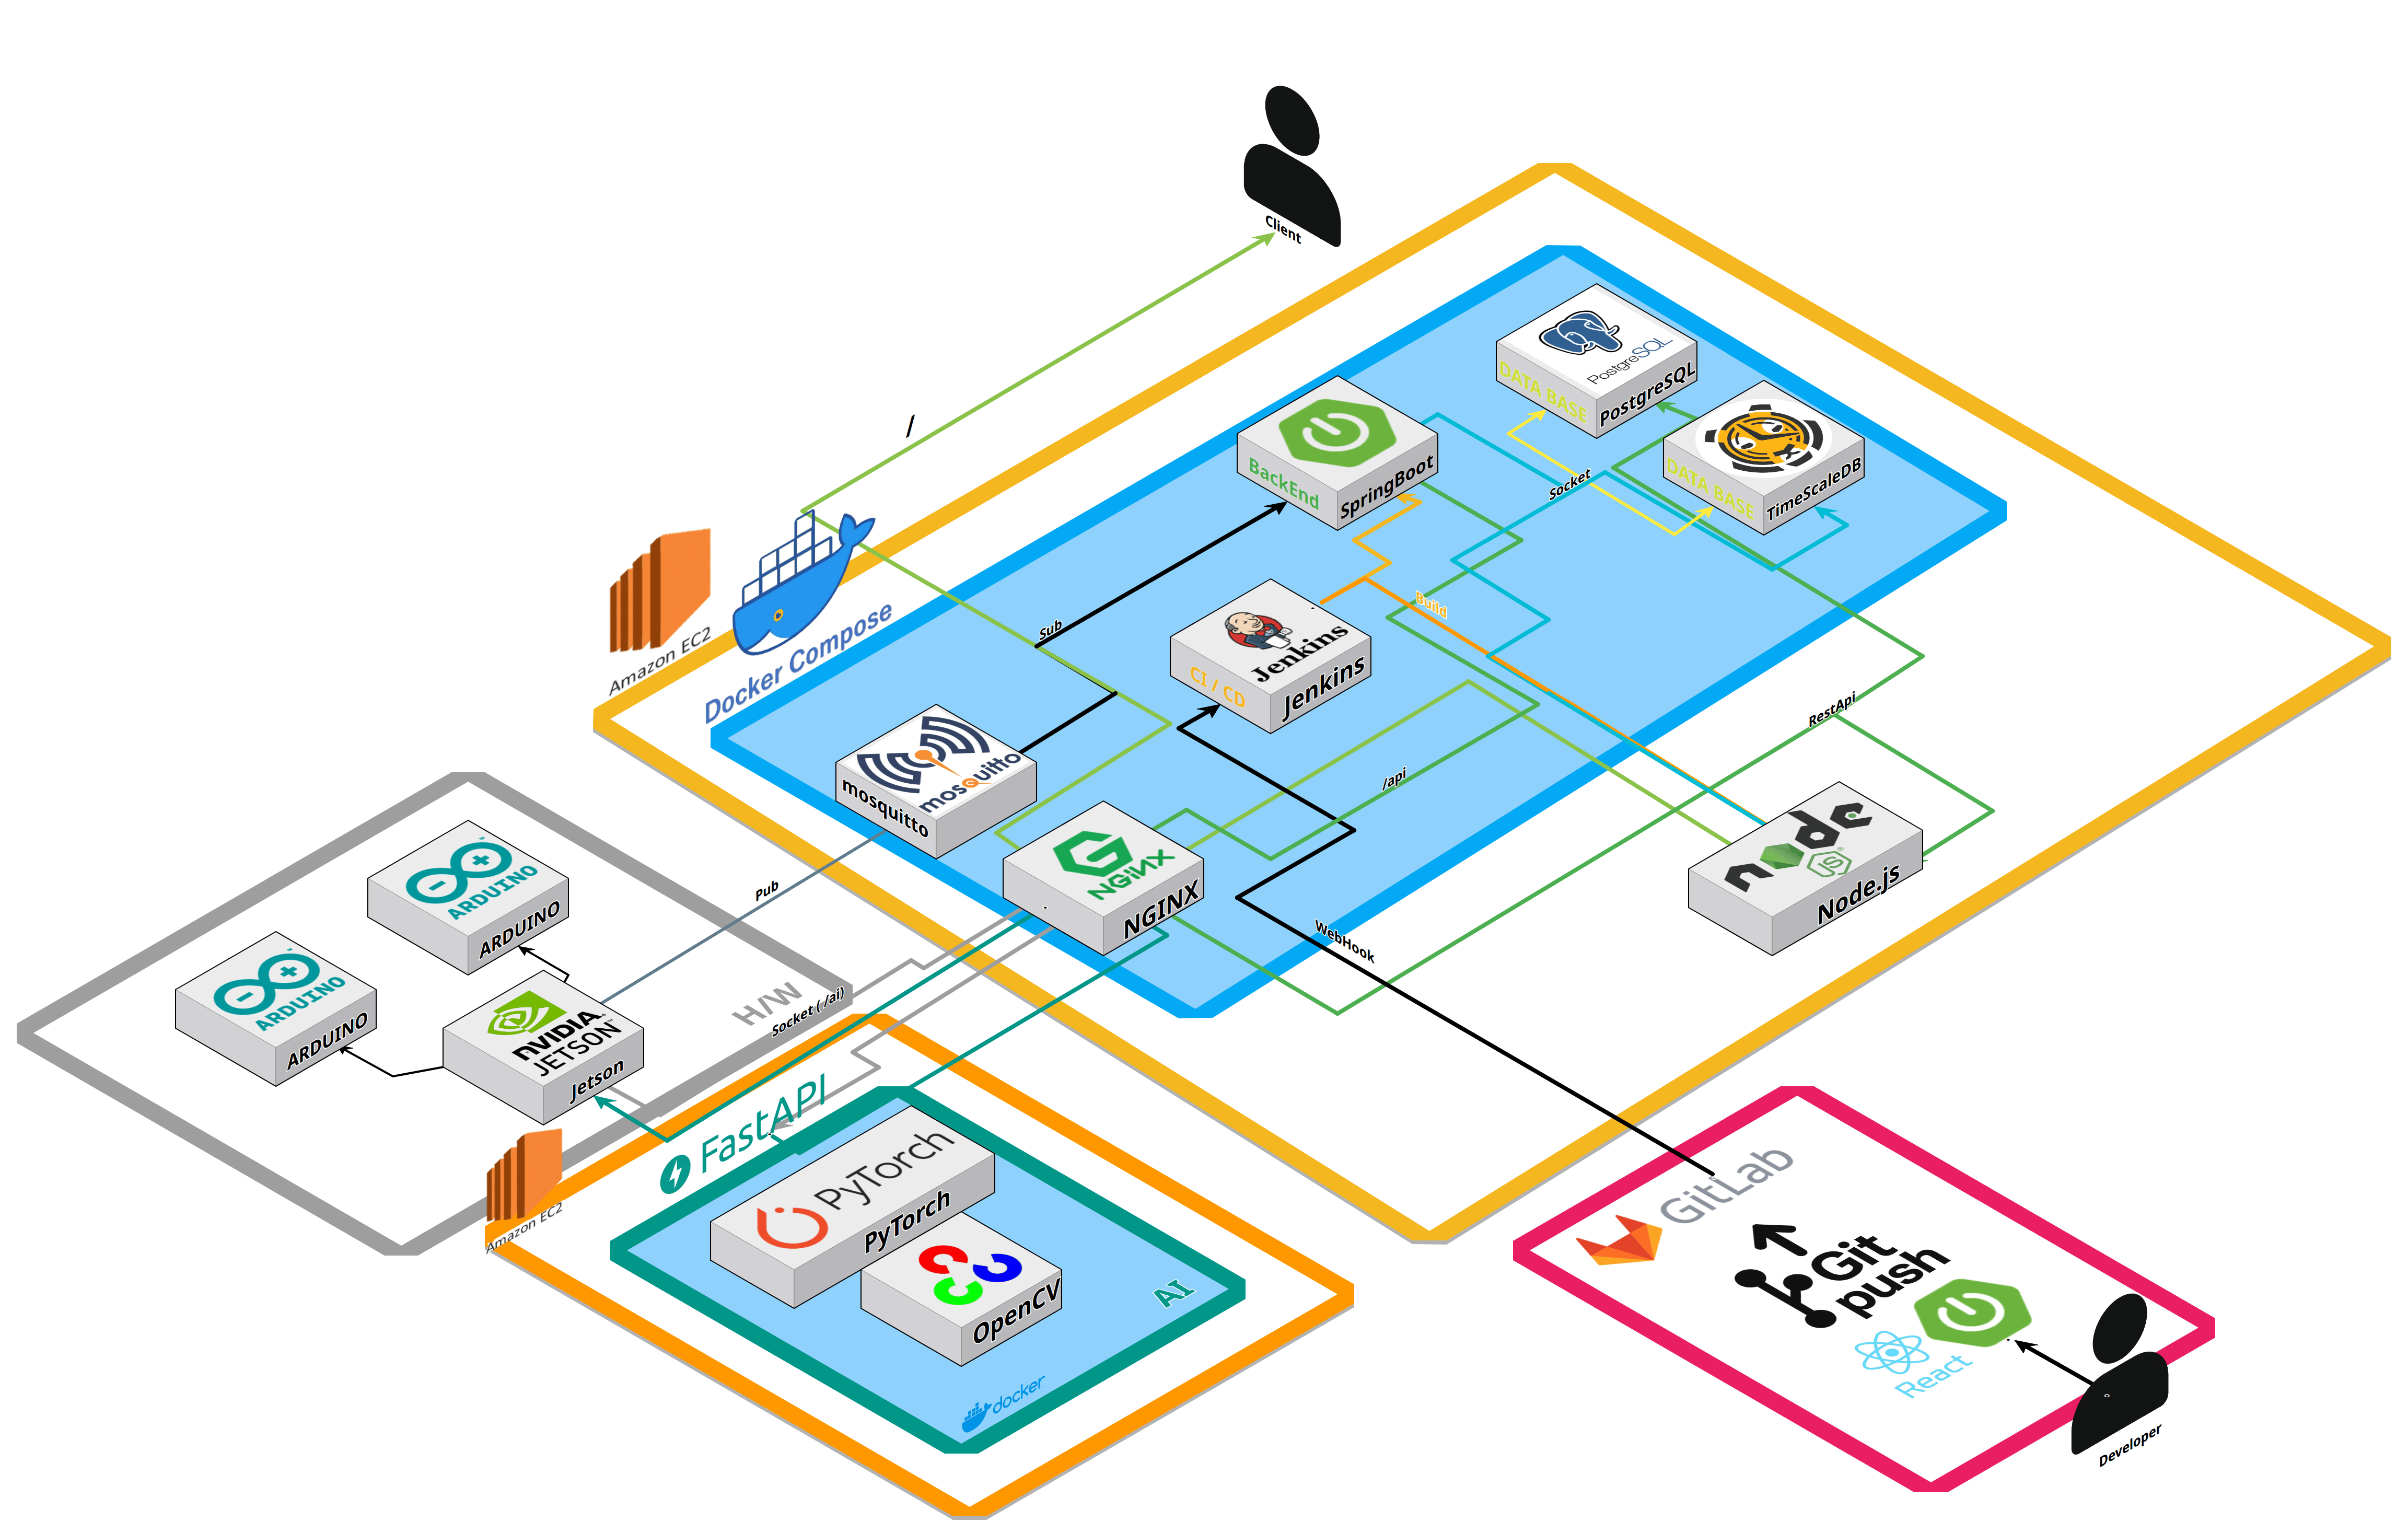 Client
/
PostgreSQL
DATA BASE
PostgreSQL
BackEnd
SpringBoot
DATA BASE
TimeScaleDB
Socket
Amazon EC2
Docker Compose
Sub
Build
Jenkins
CI / CD
Jenkins
RestApi
mosquitto
mosquitto
/api
NGiNX
NGINX
node
JS
Node.js
Pub
WebHook
ARDUINO
ARDUINO
ARDUINO
ARDUINO
H/W
Socket ( /ai)
NVIDIA.
JETSON™
Jetson
FastAPI
Amazon EC2
PyTorch
PyTorch
OpenCV
AI
docker
GitLab
Git
push
React
Developer